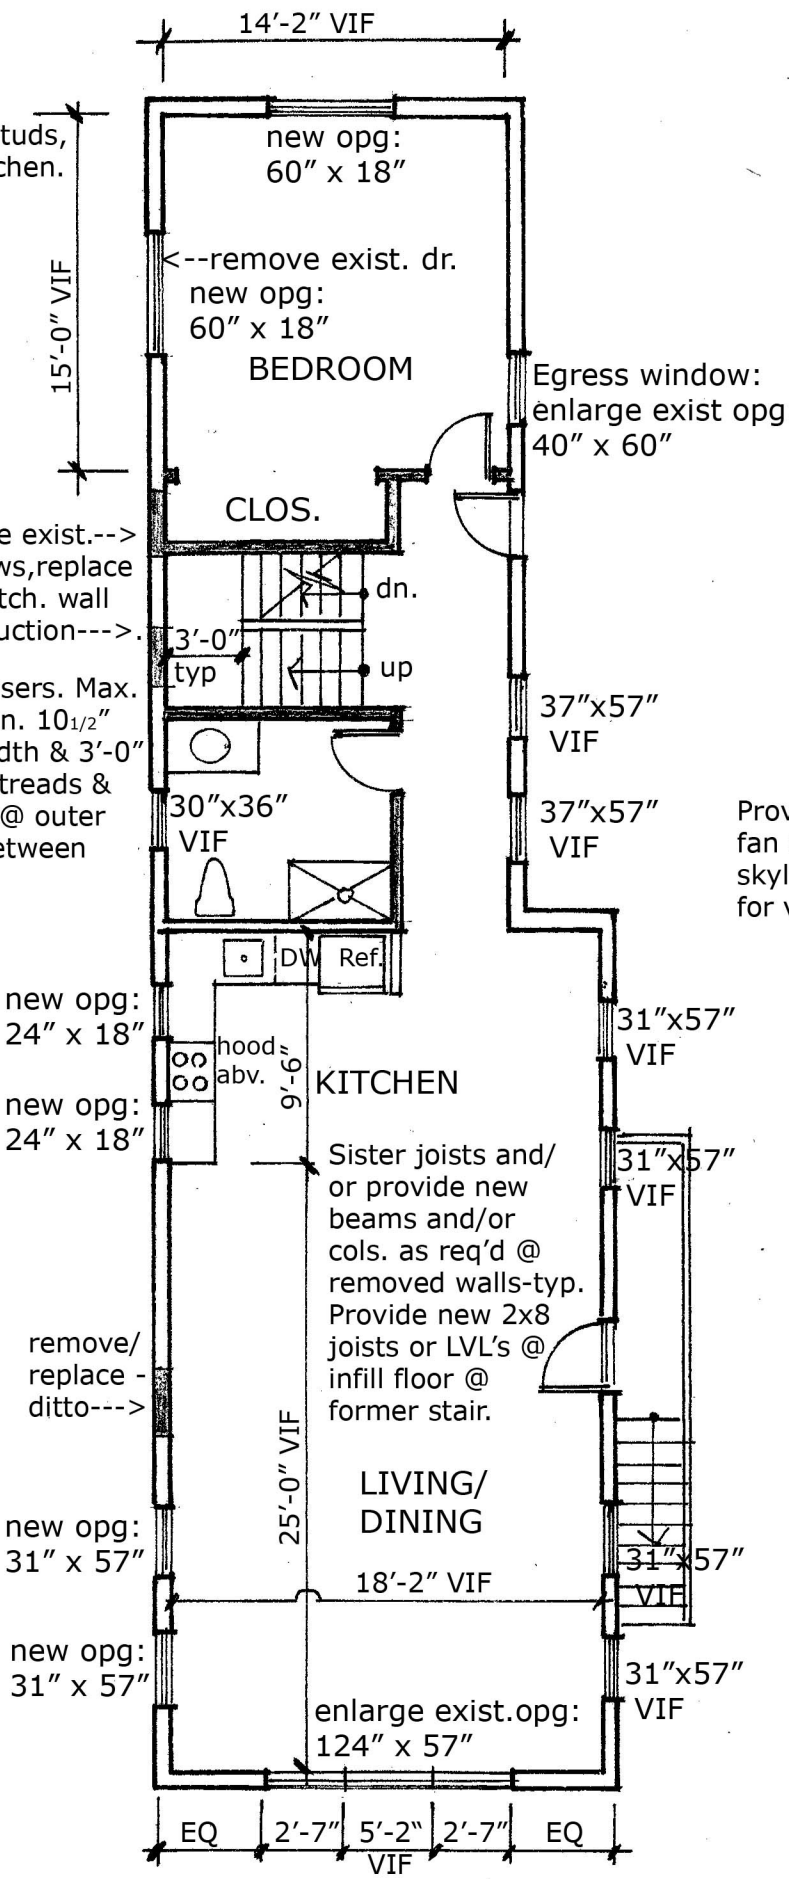 14′-2″ VIF
tuds,
chen.
new opg:
60″ x 18″
15′-0″ VIF
<--remove exist. dr.
new opg:
60″ x 18″
BEDROOM
Egress window:
enlarge exist opg
40″ x 60″
CLOS.
e exist.-->
ws,replace
tch. wall
uction--->.
dn.
3′-0″
typ
up
sers. Max.
n. 10 1/2″
dth & 3′-0″
treads &
@ outer
etween
37″x57″
VIF
30″x36″
VIF
37″x57″
VIF
Prov
fan
skyl
for v
DW
Ref.
new opg:
24″ x 18″
31″x57″
VIF
hood
abv.
9′-6″
KITCHEN
new opg:
24″ x 18″
31″x57″
VIF
Sister joists and/
or provide new
beams and/or
cols. as req′d @
removed walls-typ.
Provide new 2x8
joists or LVL′s @
infill floor @
former stair.
remove/
replace -
ditto--->
25′-0″ VIF
LIVING/
DINING
new opg:
31″ x 57″
31″x57″
VIF
18′-2″ VIF
new opg:
31″ x 57″
31″x57″
VIF
enlarge exist.opg:
124″ x 57″
EQ 2′-7″ 5′-2“ 2′-7″ EQ
VIF